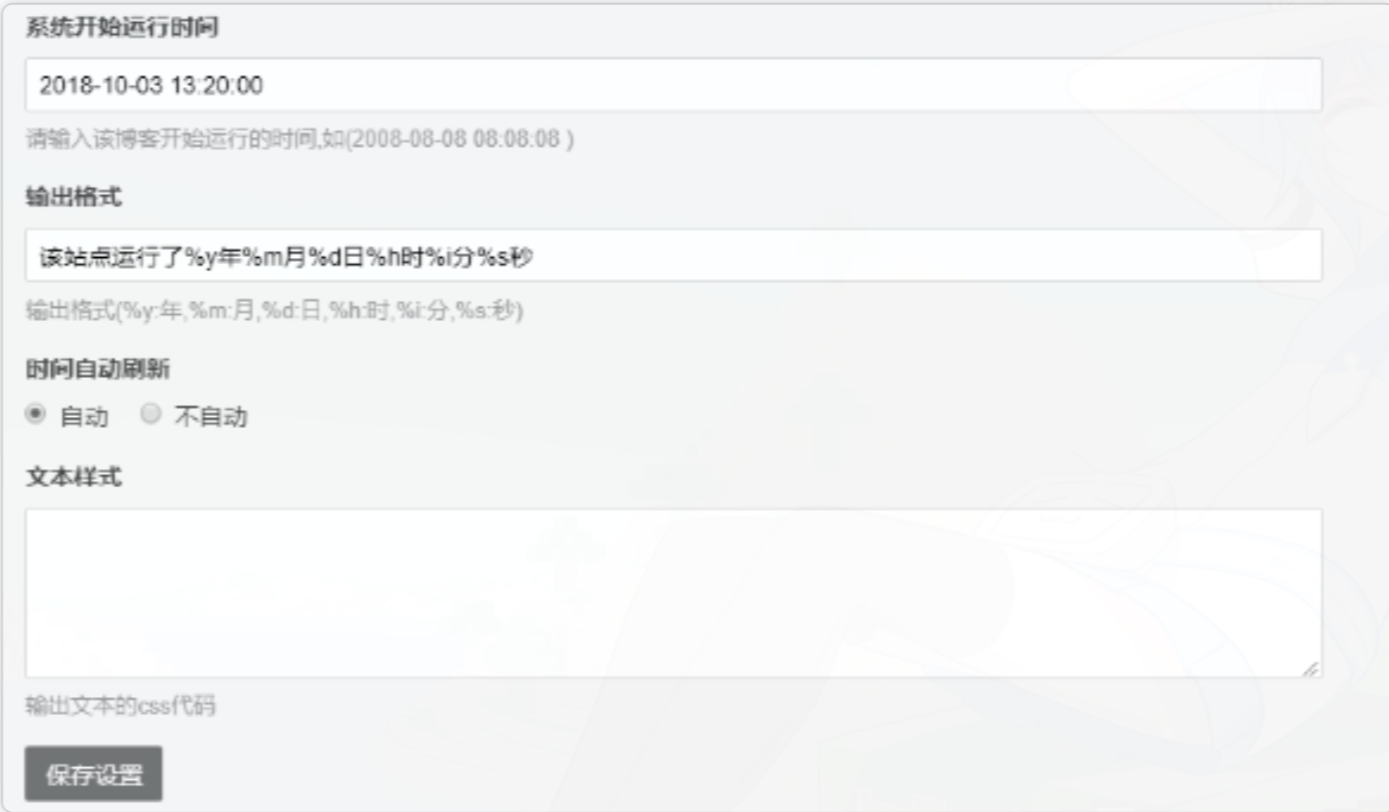 系统开始运行时间
2018-10-03 13:20:00
请输入该博客开始运行的时间,如(2008-08-08 08:08:08 )
输出格式
该站点运行了%y年%m月%d日%h时%i分%s秒
输出格式(%y:年,%m:月,%d:日,%h:时,%i:分,%s:秒)
时间自动刷新
自动 不自动
文本样式
输出文本的css代码
保存设置